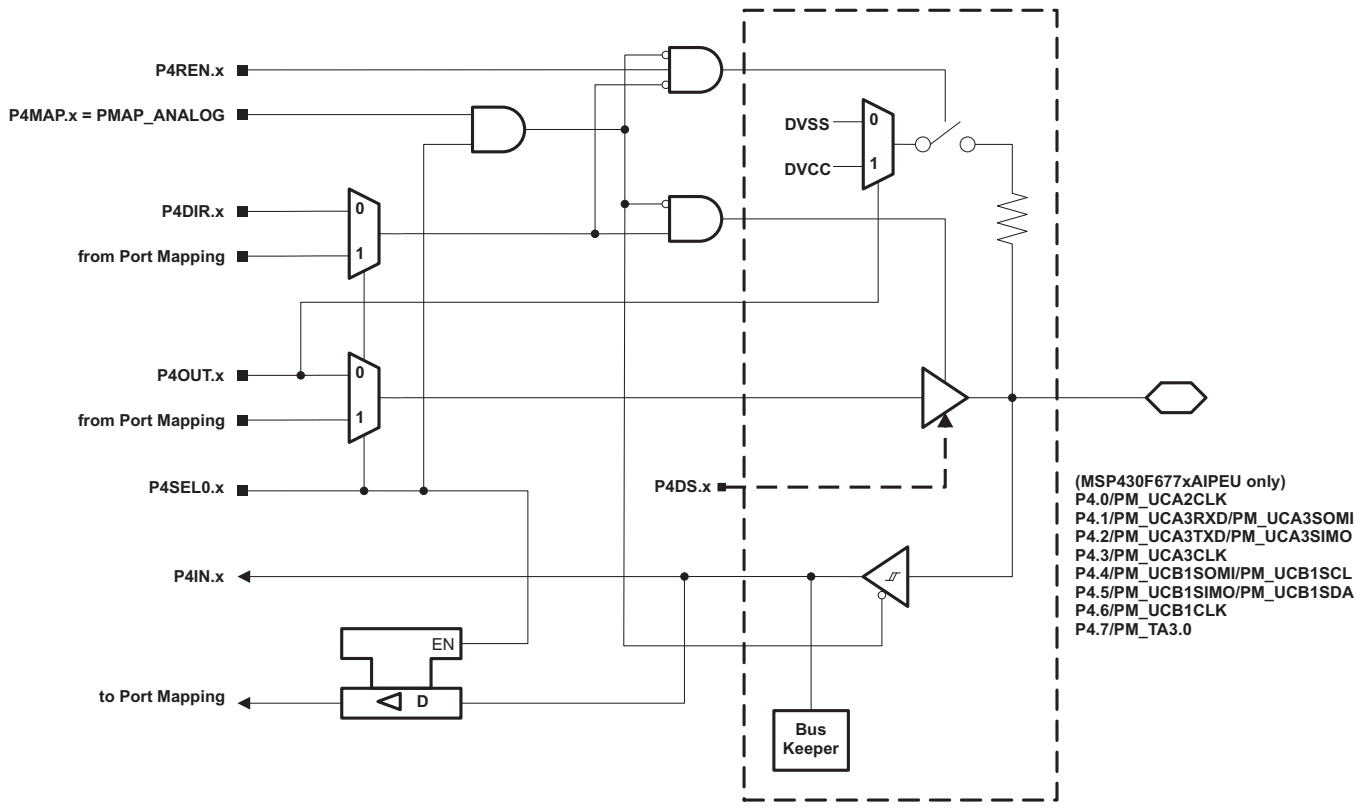 P4REN.x
P4MAP.x = PMAP_ANALOG
DVSS
0
DVCC
1
P4DIR.x
0
from Port Mapping
1
P4OUT.x
0
from Port Mapping
1
P4SEL0.x
P4DS.x
(MSP430F677xAIPEU only)
P4.0/PM_UCA2CLK
P4.1/PM_UCA3RXD/PM_UCA3SOMI
P4.2/PM_UCA3TXD/PM_UCA3SIMO
P4.3/PM_UCA3CLK
P4.4/PM_UCB1SOMI/PM_UCB1SCL
P4.5/PM_UCB1SIMO/PM_UCB1SDA
P4.6/PM_UCB1CLK
P4.7/PM_TA3.0
P4IN.x
EN
to Port Mapping
D
Bus
Keeper